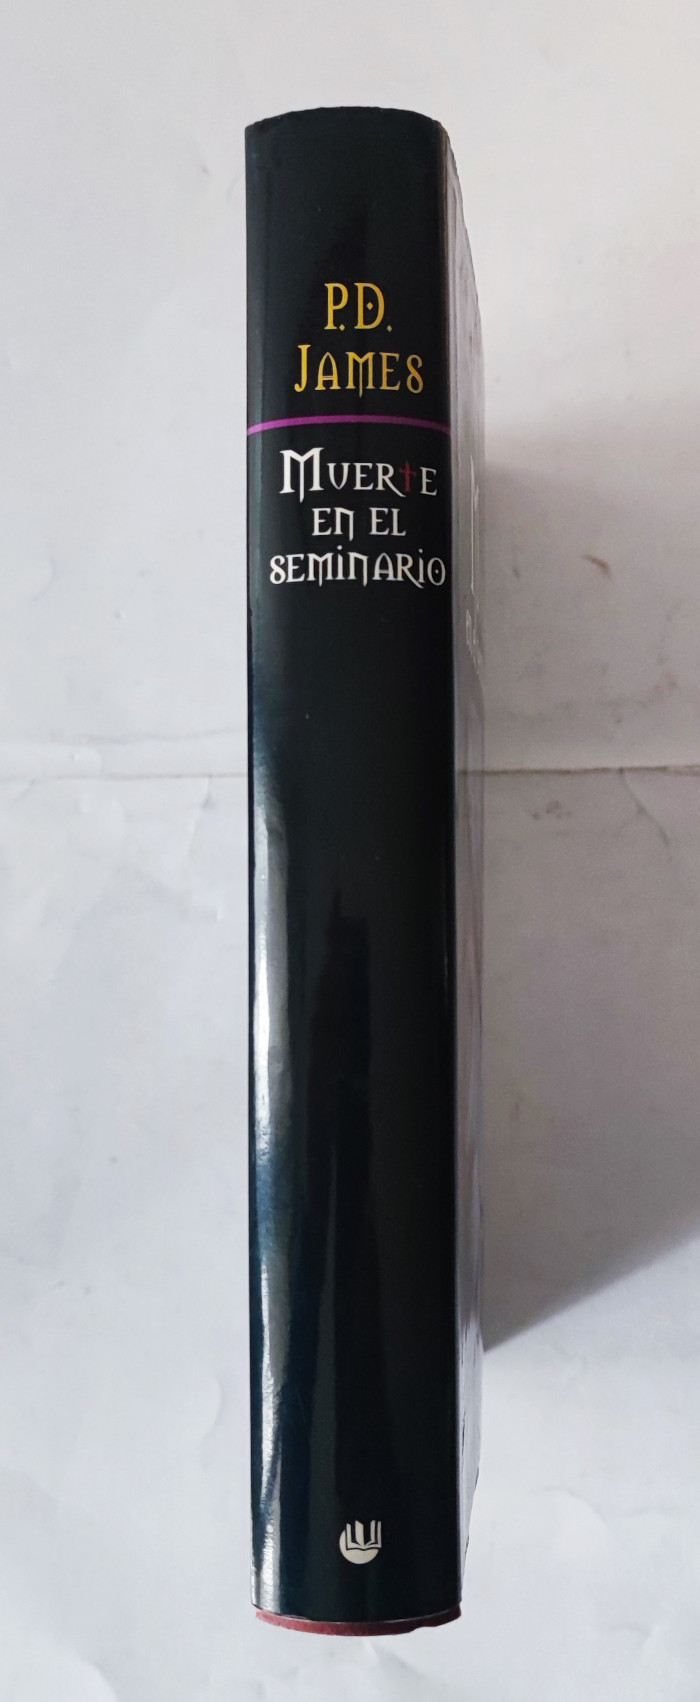 P.D.
JAMES
MUERTE
EN EL
SEMINARIO